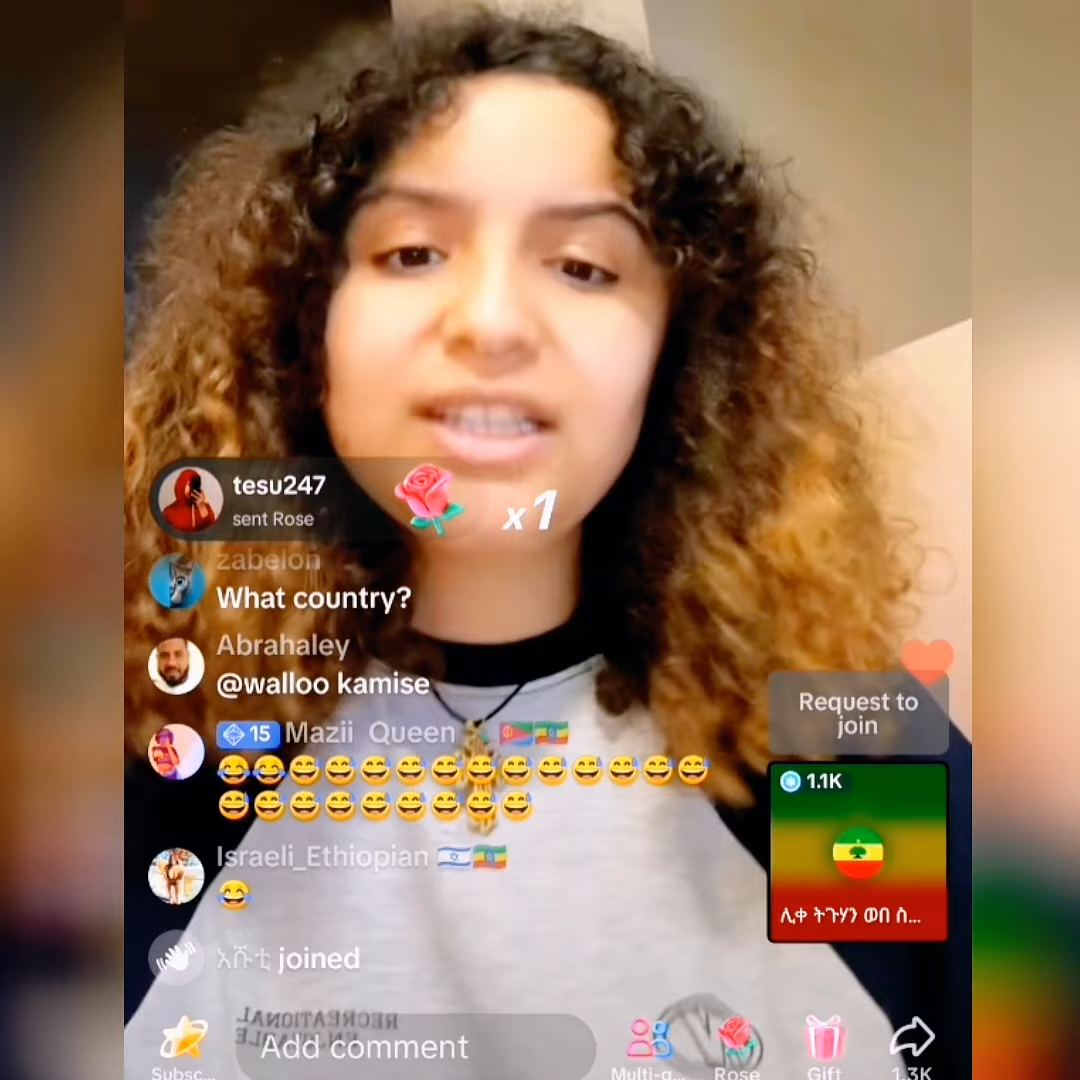 tesu247
sent Rose
x1
zabelon
What country?
Abrahaley
@walloo kamise
15 Mazii Queen 🇪🇷🇪🇹
😂😂😅😅😅😅😅😅😅😅😅😅😅😅
😅😅😅😅😅😅😅😅😅
Israeli_Ethiopian 🇮🇱🇪🇹
😂
አሹቲ joined
Request to
join
1.1K
ሊቀ ትጉሃን ወበ ስ...
RECREATIONAL
Add comment
Subsc...
Multi-g...
Rose
Gift
1.3K